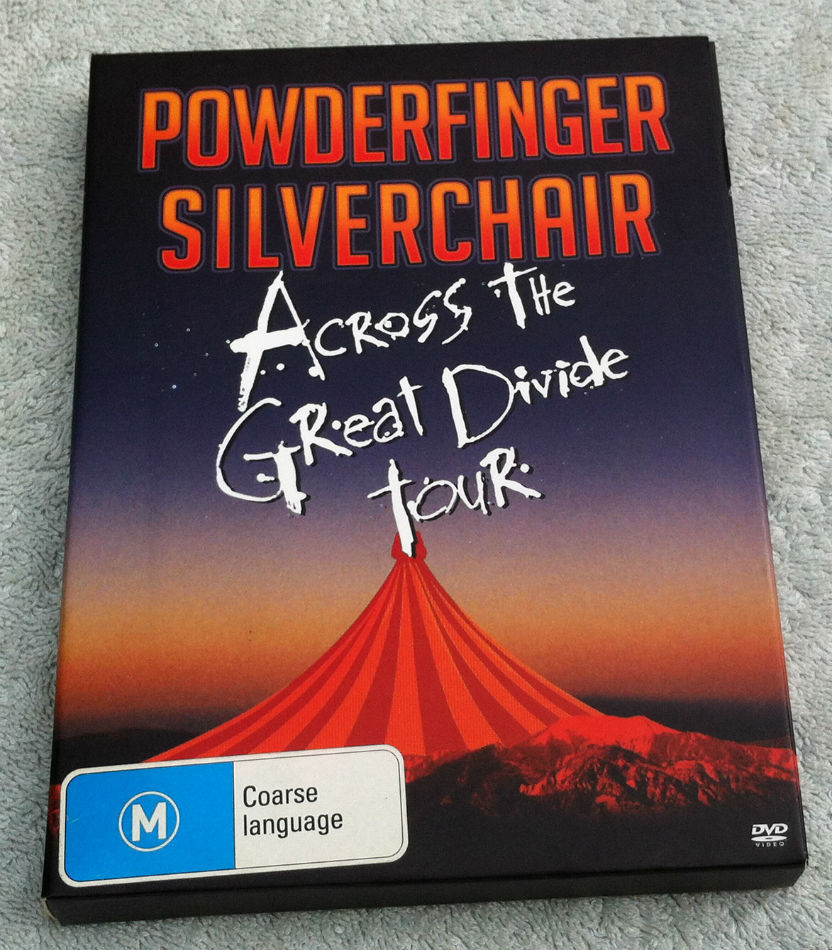 POWDERFINGER
SILVERCHAIR
ACROSS THE
GREAT DIVIDE
TOUR
M
Coarse
language
DVD
VIDEO